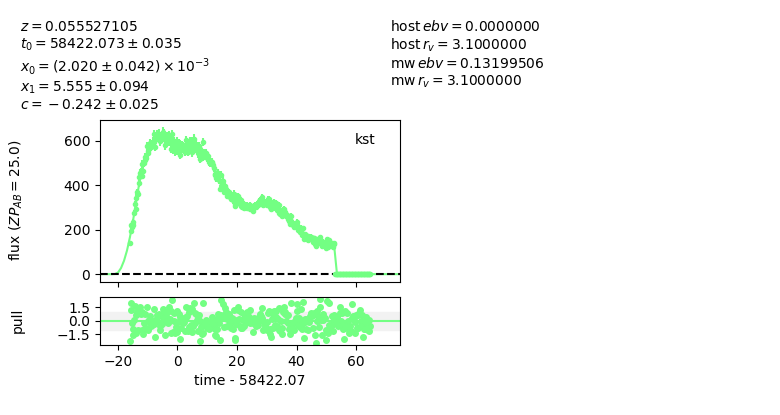 z = 0.055527105
t₀ = 58422.073 ± 0.035
x₀ = (2.020 ± 0.042) × 10⁻³
x₁ = 5.555 ± 0.094
c = −0.242 ± 0.025
host ebv = 0.0000000
host r_v = 3.1000000
mw ebv = 0.13199506
mw r_v = 3.1000000
kst
flux (ZP_AB = 25.0)
600
400
200
0
pull
1.5
0.0
−1.5
−20 0 20 40 60
time - 58422.07